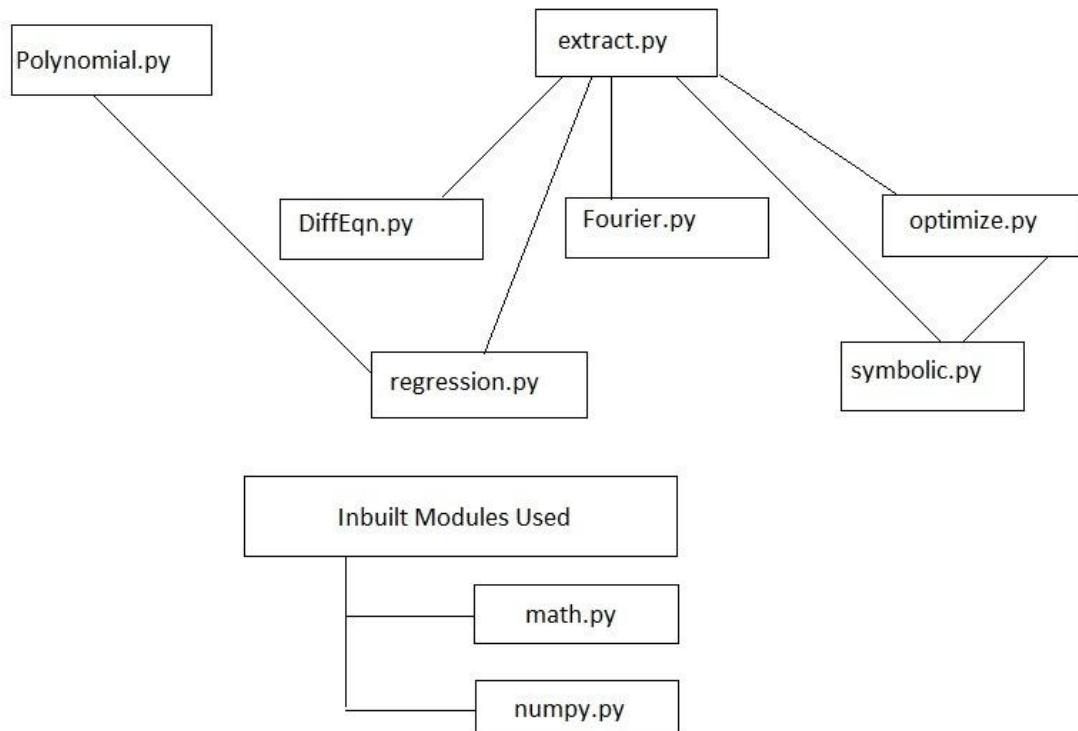 extract.py
Polynomial.py
DiffEqn.py
Fourier.py
optimize.py
regression.py
symbolic.py
Inbuilt Modules Used
math.py
numpy.py